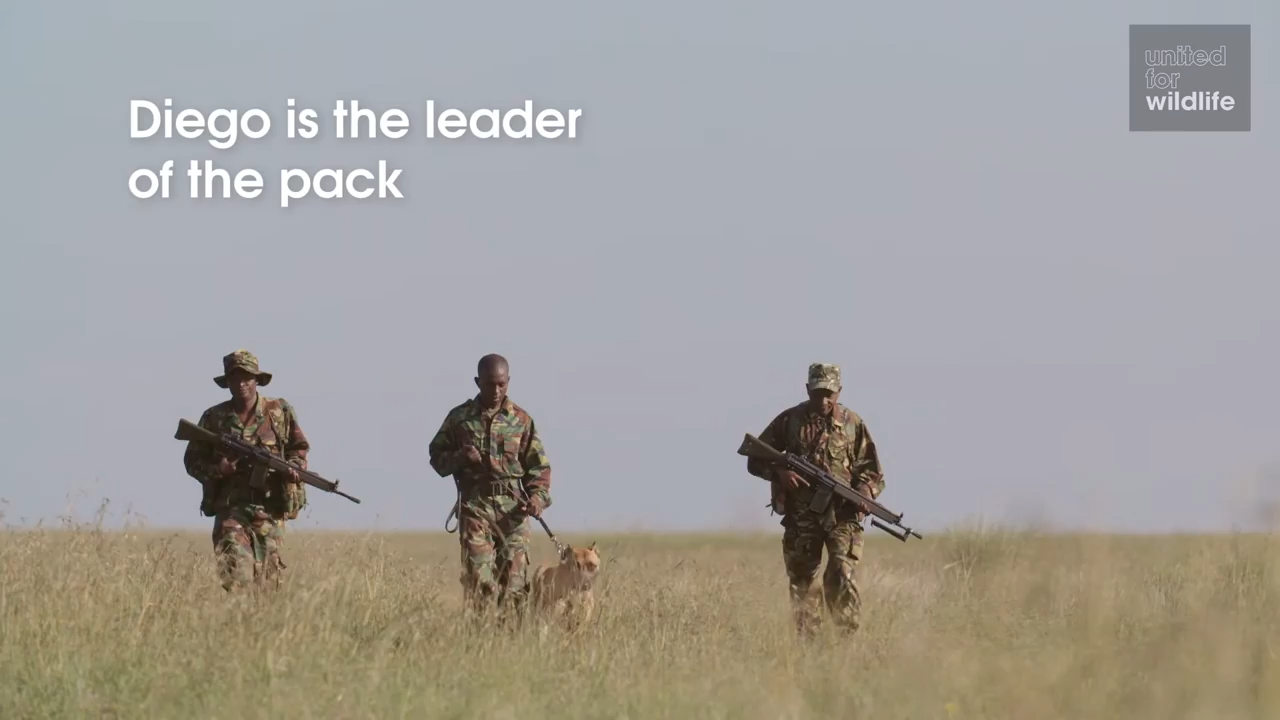 Diego is the leader
of the pack
united
for
wildlife